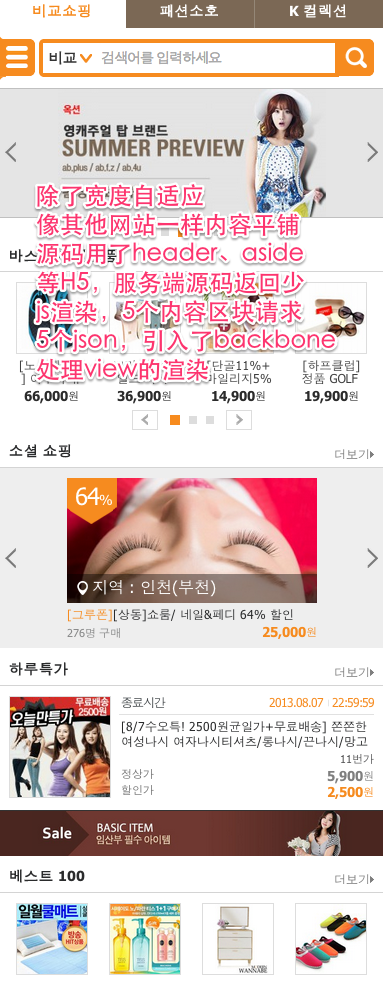 비교쇼핑 패션소호 K 컬렉션
비교 검색어를 입력하세요
옥션
영캐주얼 탑 브랜드
SUMMER PREVIEW
ab,plus / ab.f.z / ab.4u
除了宽度自适应
像其他网站一样内容平铺
源码用了header、aside
等H5，服务端源码返回少
js渲染，5个内容区块请求
5个json，引入了backbone
处理view的渲染
바스
단골11%+ [하프클럽]
마일리지5% 정품 GOLF
66,000원 36,900원 14,900원 19,900원
소셜 쇼핑 더보기
64%
지역 : 인천(부천)
[그루폰][상동]쇼룸/ 네일&페디 64% 할인
276명 구매 25,000원
하루특가 더보기
무료배송
2500원
오늘만특가
종료시간 2013.08.07 22:59:59
[8/7수오특! 2500원균일가+무료배송] 쫀쫀한
여성나시 여자나시티셔츠/롱나시/끈나시/망고
11번가
정상가 5,900원
할인가 2,500원
Sale BASIC ITEM
임산부 필수 아이템
베스트 100 더보기
일월쿨매트
방송
HIT상품
WANNABE